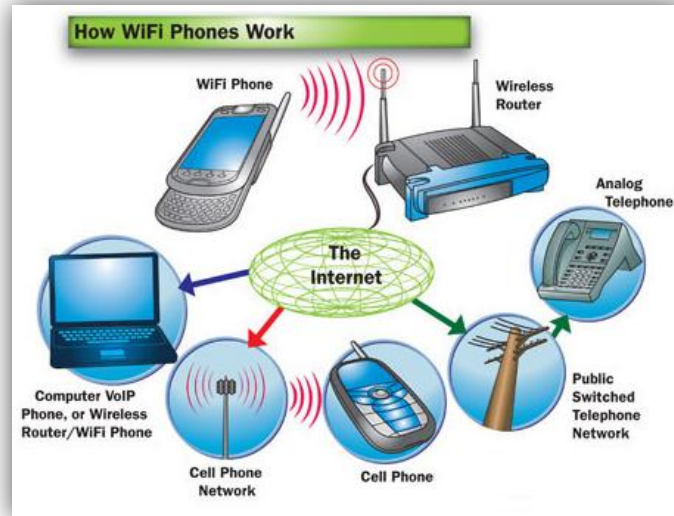 How WiFi Phones Work
WiFi Phone
Wireless
Router
Analog
Telephone
The
Internet
Computer VoIP
Phone, or Wireless
Router/WiFi Phone
Cell Phone
Network
Cell Phone
Public
Switched
Telephone
Network